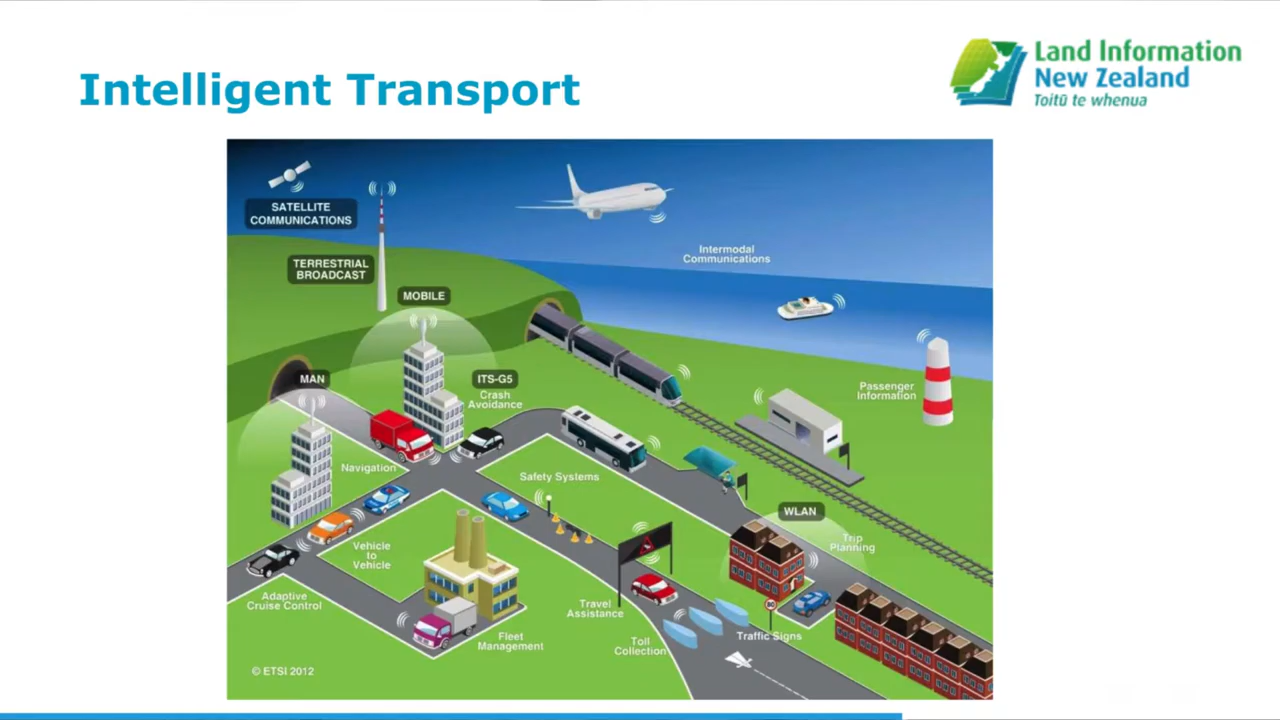 Intelligent Transport
Land Information
New Zealand
Toitū te whenua
SATELLITE
COMMUNICATIONS
TERRESTRIAL
BROADCAST
MOBILE
Intermodal
Communications
MAN
ITS-G5
Crash
Avoidance
Passenger
Information
Navigation
Safety Systems
WLAN
Trip
Planning
Vehicle
to
Vehicle
Adaptive
Cruise Control
Travel
Assistance
80
Fleet
Management
Toll
Collection
Traffic Signs
© ETSI 2012